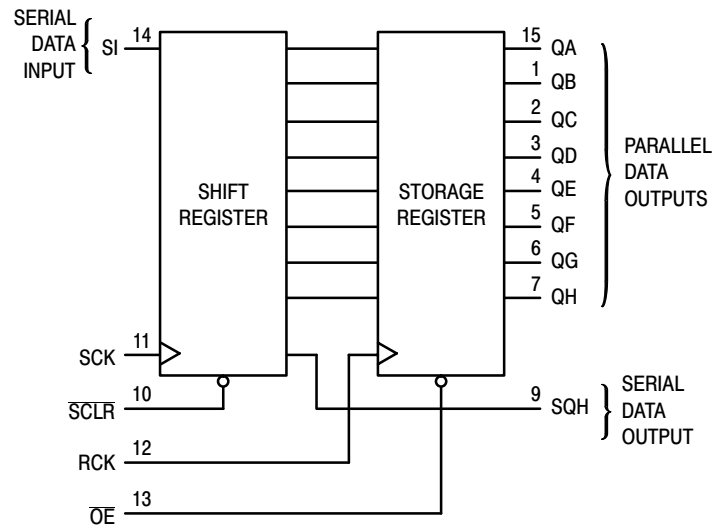 SERIAL
DATA
INPUT
SI
14
SHIFT
REGISTER
STORAGE
REGISTER
15 QA
1 QB
2 QC
3 QD
4 QE
5 QF
6 QG
7 QH
PARALLEL
DATA
OUTPUTS
SCK 11
S̅C̅L̅R̅ 10
RCK 12
O̅E̅ 13
9 SQH
SERIAL
DATA
OUTPUT